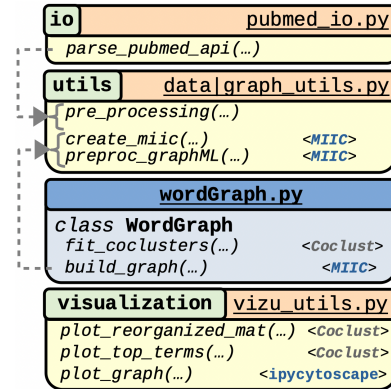 io pubmed_io.py
parse_pubmed_api(…)
utils data|graph_utils.py
pre_processing(…)
create_miic(…) <MIIC>
preproc_graphML(…) <MIIC>
wordGraph.py
class WordGraph
fit_coclusters(…) <Coclust>
build_graph(…) <MIIC>
visualization vizu_utils.py
plot_reorganized_mat(…) <Coclust>
plot_top_terms(…) <Coclust>
plot_graph(…) <ipycytoscape>